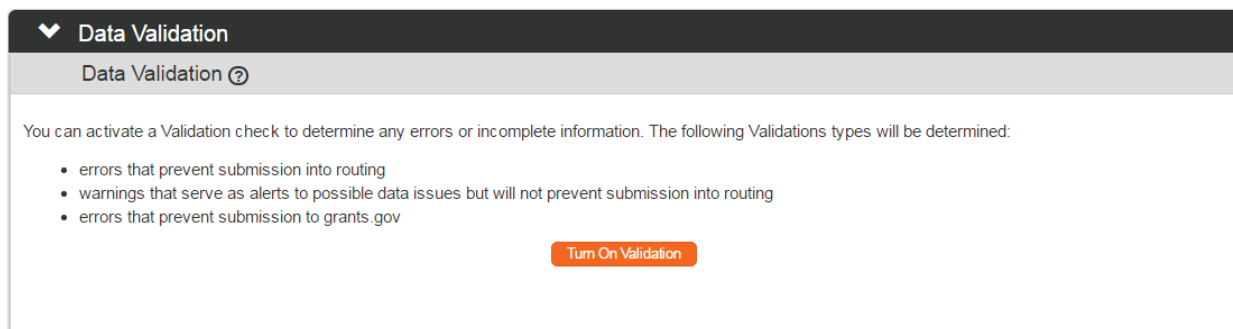 Data Validation
Data Validation ?
You can activate a Validation check to determine any errors or incomplete information. The following Validations types will be determined:
• errors that prevent submission into routing
• warnings that serve as alerts to possible data issues but will not prevent submission into routing
• errors that prevent submission to grants.gov
Turn On Validation